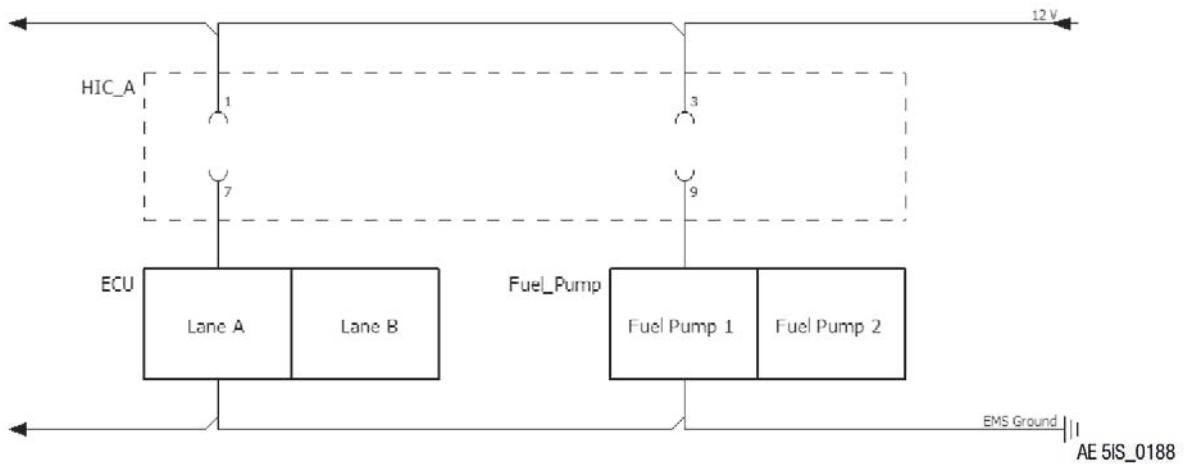 12 V
HIC_A
1
3
7
9
ECU
Lane A
Lane B
Fuel_Pump
Fuel Pump 1
Fuel Pump 2
EMS Ground
AE 5IS_0188